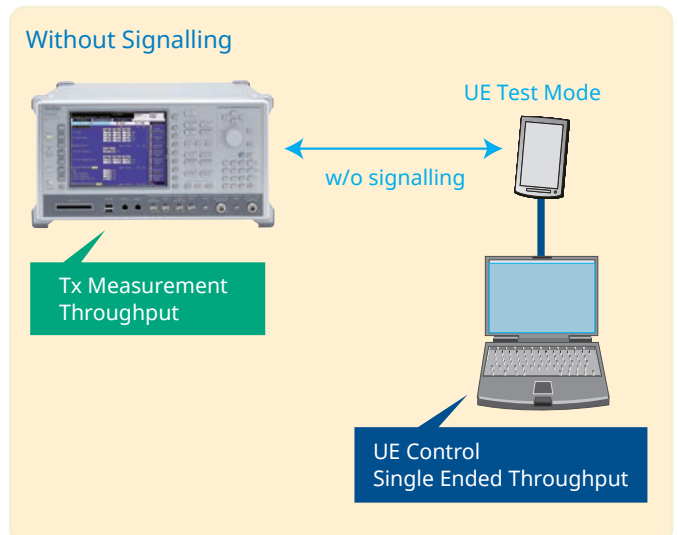 Without Signalling
UE Test Mode
w/o signalling
Tx Measurement
Throughput
UE Control
Single Ended Throughput